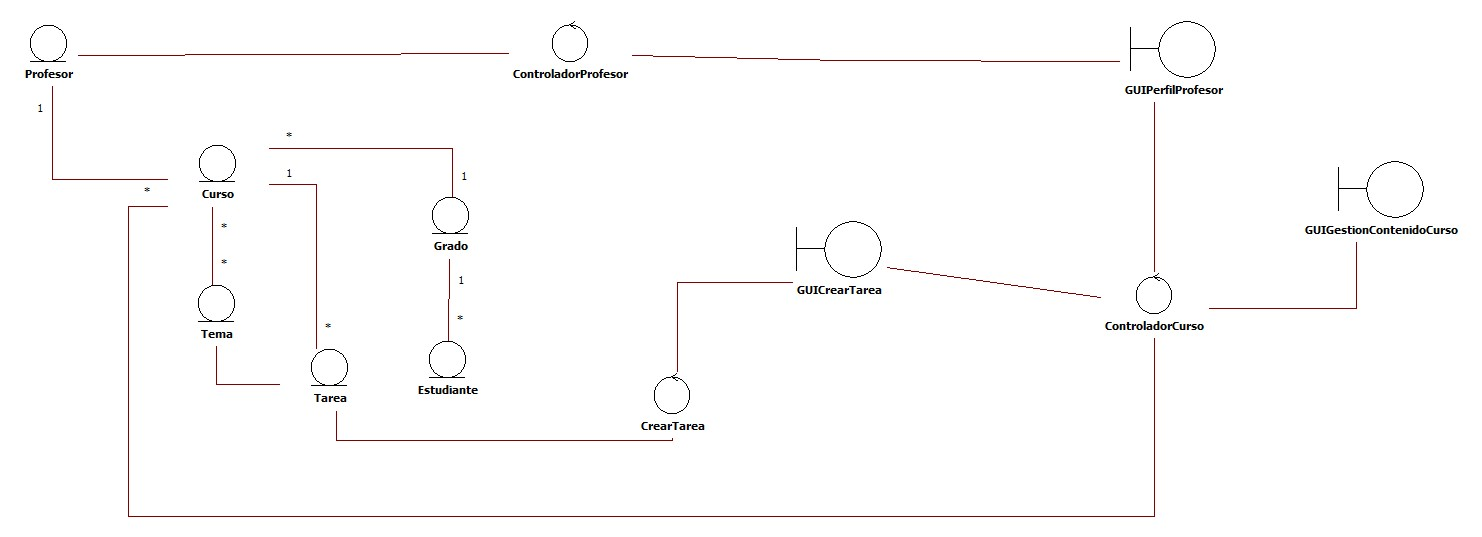 Profesor
ControladorProfesor
GUIPerfilProfesor
1
*
1
*
Curso
1
*
Grado
GUIGestionContenidoCurso
*
1
GUICrearTarea
*
*
ControladorCurso
Tema
Tarea
Estudiante
CrearTarea